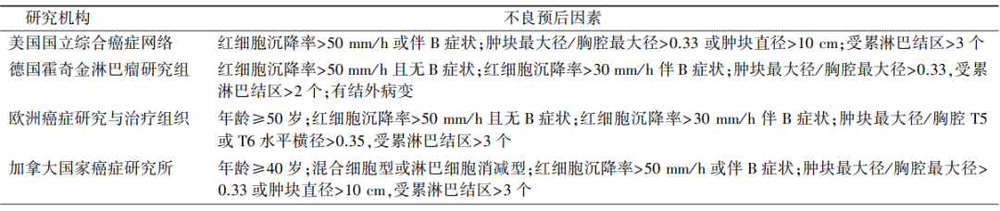 研究机构 不良预后因素
美国国立综合癌症网络 红细胞沉降率>50 mm/h 或伴 B 症状;肿块最大径/胸腔最大径>0.33 或肿块直径>10 cm;受累淋巴结区>3 个
德国霍奇金淋巴瘤研究组 红细胞沉降率>50 mm/h 且无 B 症状;红细胞沉降率>30 mm/h 伴 B 症状;肿块最大径/胸腔最大径>0.33,受累
淋巴结区>2 个;有结外病变
欧洲癌症研究与治疗组织 年龄≥50 岁;红细胞沉降率>50 mm/h 且无 B 症状;红细胞沉降率>30 mm/h 伴 B 症状;肿块最大径/胸腔 T5
或 T6 水平横径>0.35,受累淋巴结区>3 个
加拿大国家癌症研究所 年龄≥40 岁;混合细胞型或淋巴细胞消减型;红细胞沉降率>50 mm/h 或伴 B 症状;肿块最大径/胸腔最大径>
0.33 或肿块直径>10 cm,受累淋巴结区>3 个